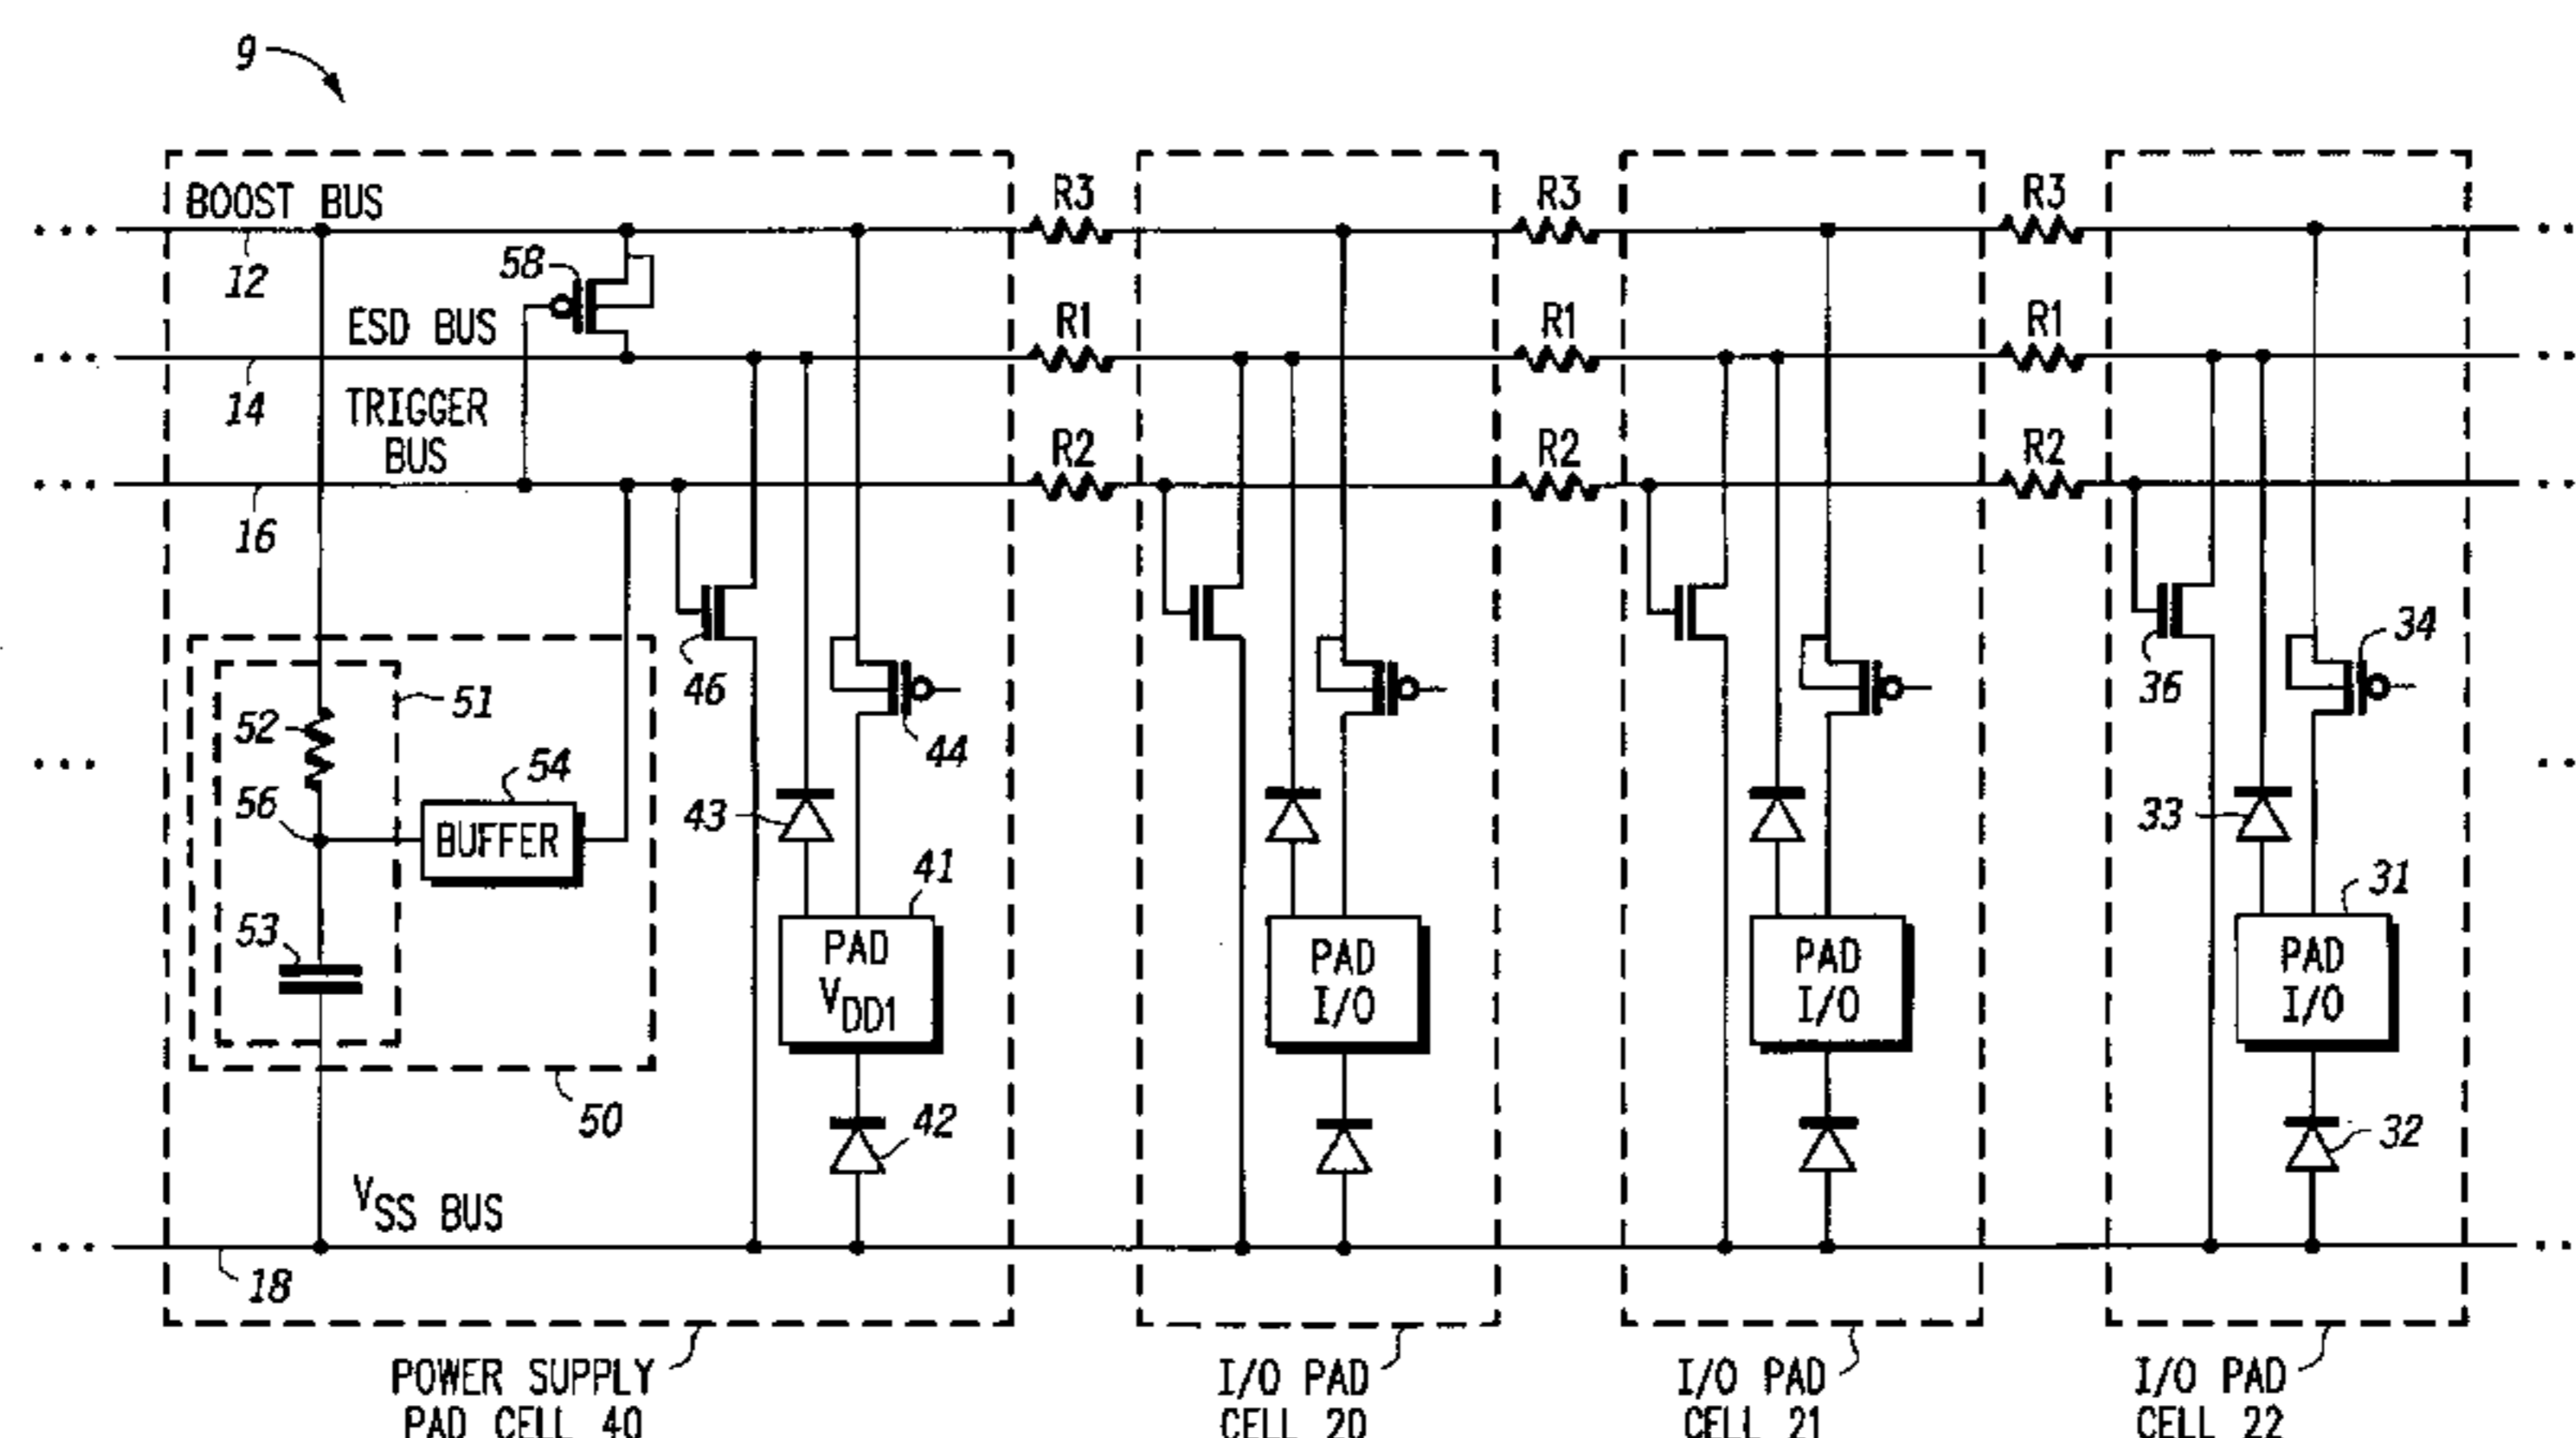 9
BOOST BUS
12
58
ESD BUS
14
TRIGGER
BUS
16
R3
R1
R2
R3
R1
R2
R3
R1
R2
46
44
36
34
52
51
56
54
BUFFER
53
50
43
41
PAD
VDD1
42
PAD
I/O
PAD
I/O
33
31
PAD
I/O
32
VSS BUS
18
POWER SUPPLY
PAD CELL 40
I/O PAD
CELL 20
I/O PAD
CELL 21
I/O PAD
CELL 22